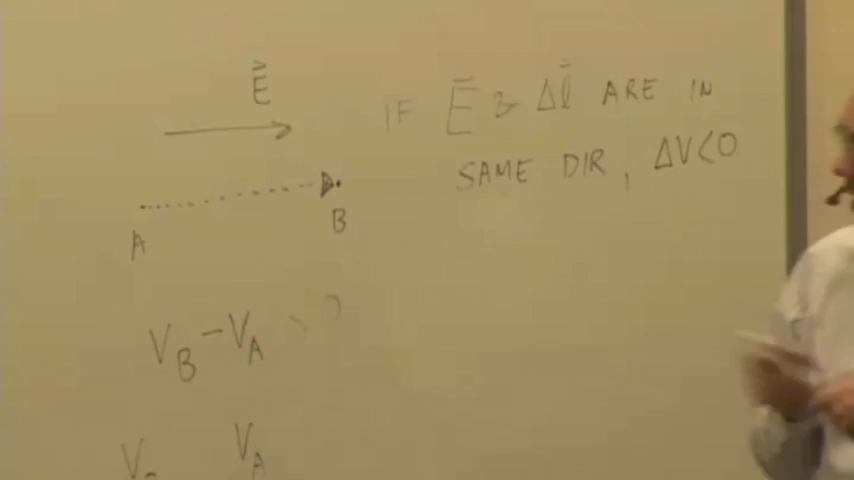 E⃗
IF E⃗ & Δl⃗ ARE IN
SAME DIR, ΔV<0
A
B
V_B - V_A
V V_A